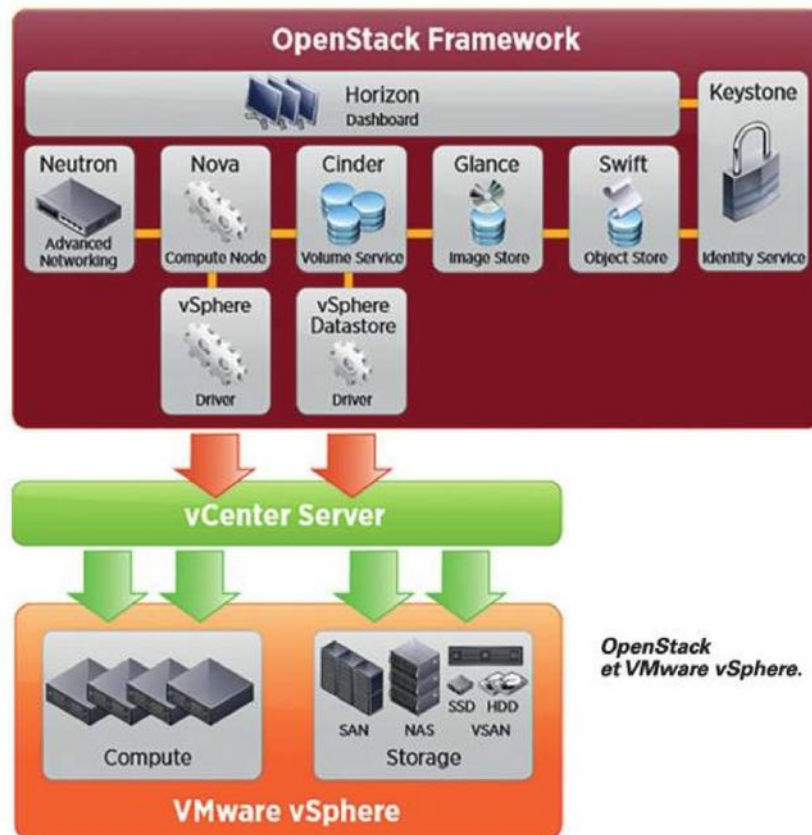 OpenStack Framework
Horizon
Dashboard
Keystone
Identity Service
Neutron
Advanced
Networking
Nova
Compute Node
Cinder
Volume Service
Glance
Image Store
Swift
Object Store
vSphere
Driver
vSphere
Datastore
Driver
vCenter Server
Compute
SAN
NAS
SSD
HDD
VSAN
Storage
VMware vSphere
OpenStack
et VMware vSphere.